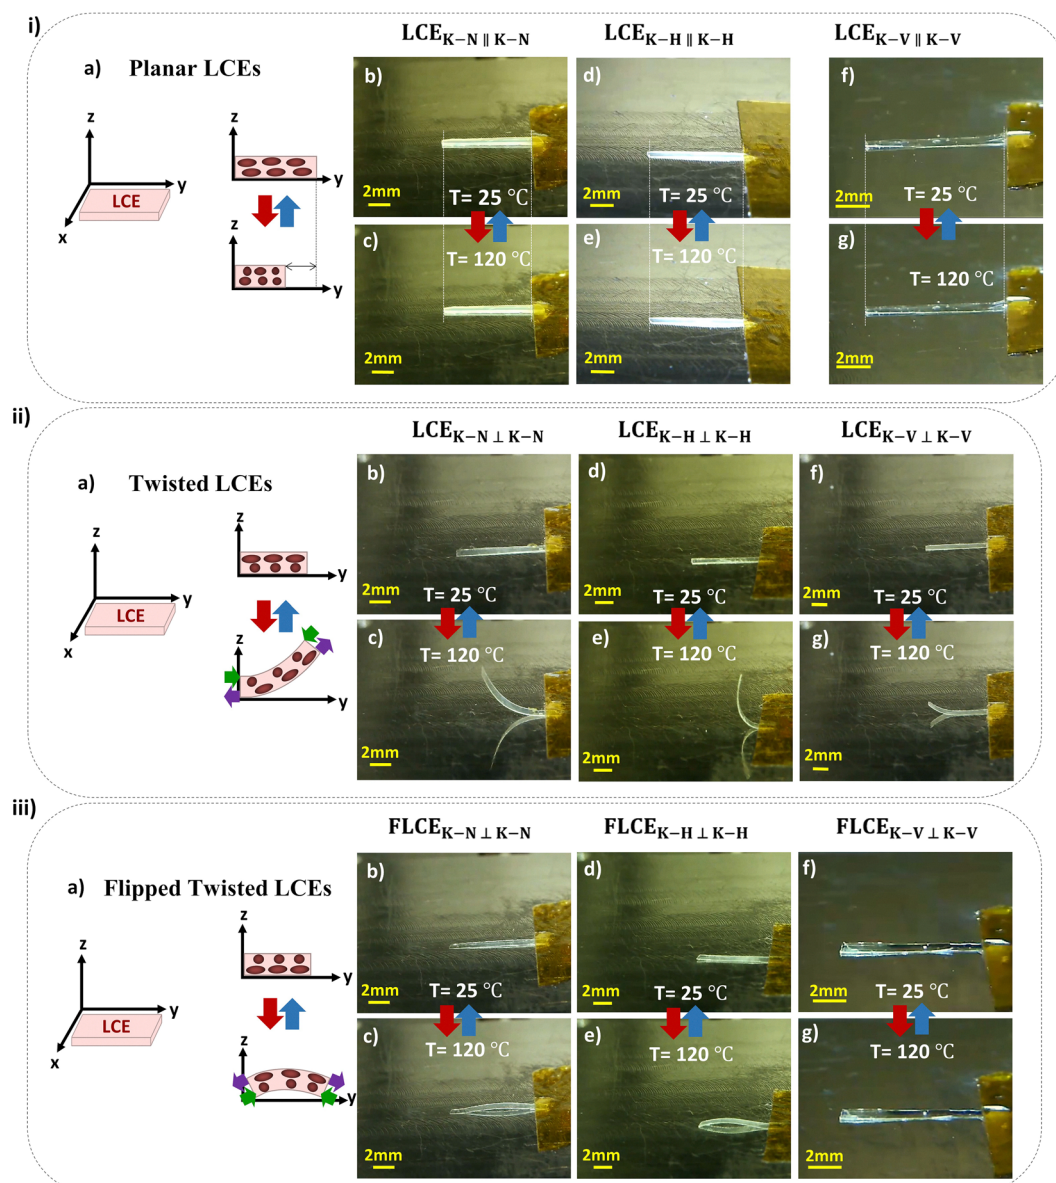 i)
a) Planar LCEs
z
y
x
LCE
z
y
z
y
LCE_{K−N ∥ K−N}
LCE_{K−H ∥ K−H}
LCE_{K−V ∥ K−V}
b)
2mm
d)
2mm
f)
2mm
T= 25 °C
T= 25 °C
T= 25 °C
c)
T= 120 °C
2mm
e)
T= 120 °C
2mm
g)
T= 120 °C
2mm
ii)
a) Twisted LCEs
z
y
x
LCE
z
y
z
y
LCE_{K−N ⊥ K−N}
LCE_{K−H ⊥ K−H}
LCE_{K−V ⊥ K−V}
b)
2mm
d)
2mm
f)
2mm
T= 25 °C
T= 25 °C
T= 25 °C
c)
T= 120 °C
2mm
e)
T= 120 °C
2mm
g)
T= 120 °C
2mm
iii)
a) Flipped Twisted LCEs
z
y
x
LCE
z
y
z
y
FLCE_{K−N ⊥ K−N}
FLCE_{K−H ⊥ K−H}
FLCE_{K−V ⊥ K−V}
b)
2mm
d)
2mm
f)
2mm
T= 25 °C
T= 25 °C
T= 25 °C
c)
T= 120 °C
2mm
e)
T= 120 °C
2mm
g)
T= 120 °C
2mm